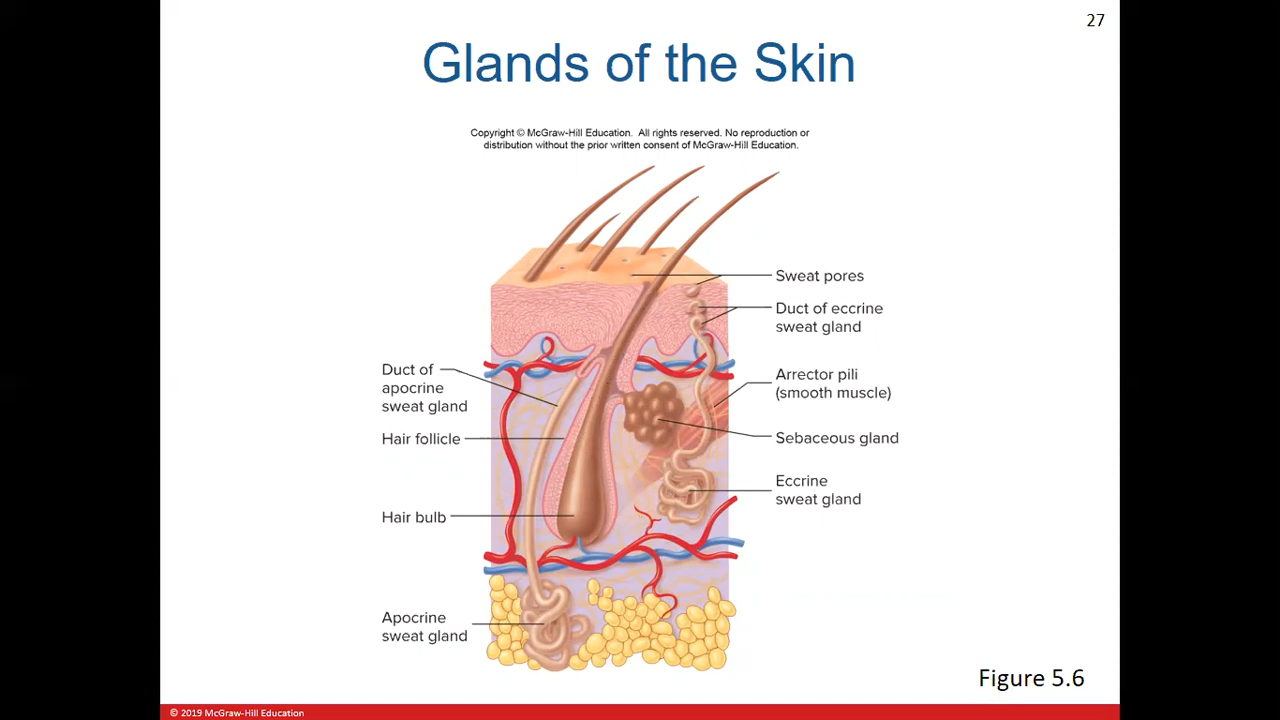 27
Glands of the Skin
Copyright © McGraw-Hill Education. All rights reserved. No reproduction or
distribution without the prior written consent of McGraw-Hill Education.
Sweat pores
Duct of eccrine
sweat gland
Duct of
apocrine
sweat gland
Arrector pili
(smooth muscle)
Hair follicle
Sebaceous gland
Eccrine
sweat gland
Hair bulb
Apocrine
sweat gland
Figure 5.6
© 2019 McGraw-Hill Education